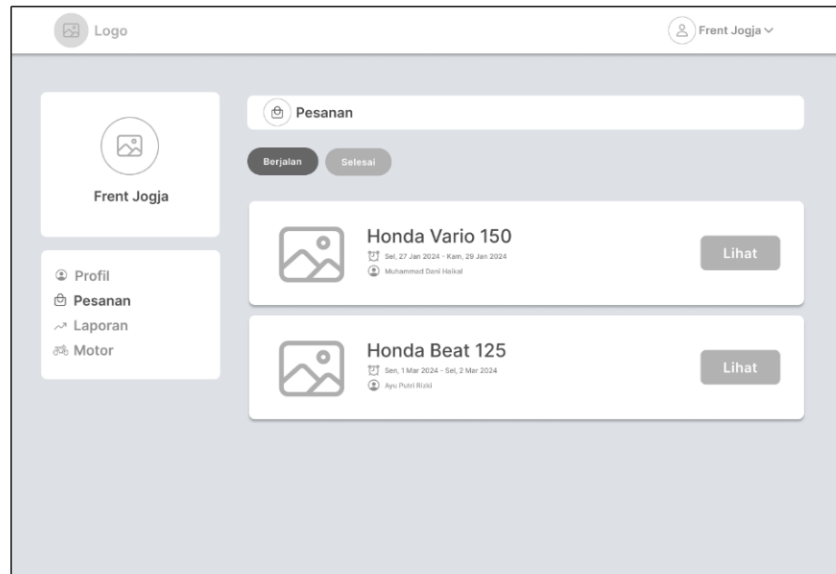 Logo
Frent Jogja
Frent Jogja
Profil
Pesanan
Laporan
Motor
Pesanan
Berjalan
Selesai
Honda Vario 150
Sel, 27 Jan 2024 - Kam, 29 Jan 2024
Muhammad Dani Haikal
Lihat
Honda Beat 125
Sen, 1 Mar 2024 - Sel, 2 Mar 2024
Ayu Putri Rizki
Lihat